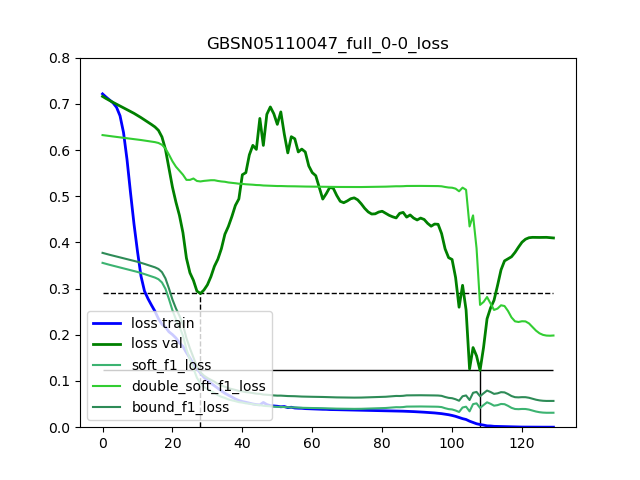 GBSN05110047_full_0-0_loss
0.8
0.7
0.6
0.5
0.4
0.3
0.2
0.1
0.0
loss train
loss val
soft_f1_loss
double_soft_f1_loss
bound_f1_loss
0 20 40 60 80 100 120